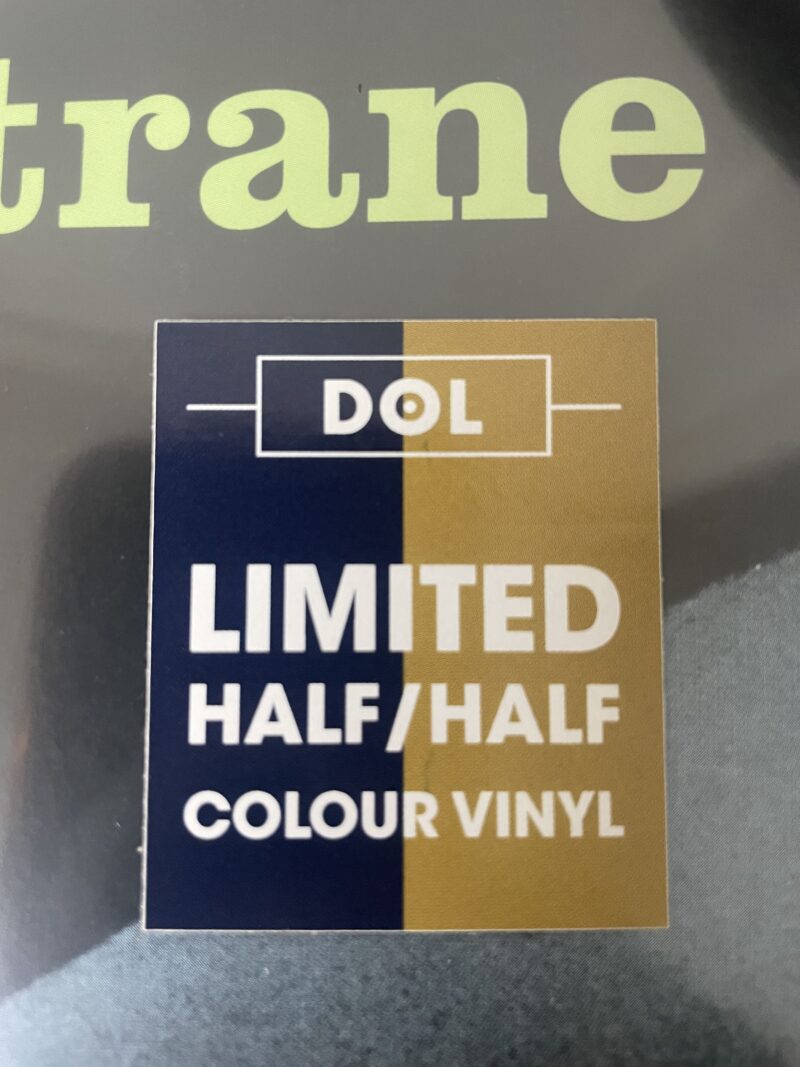 trane
DOL
LIMITED
HALF/HALF
COLOUR VINYL